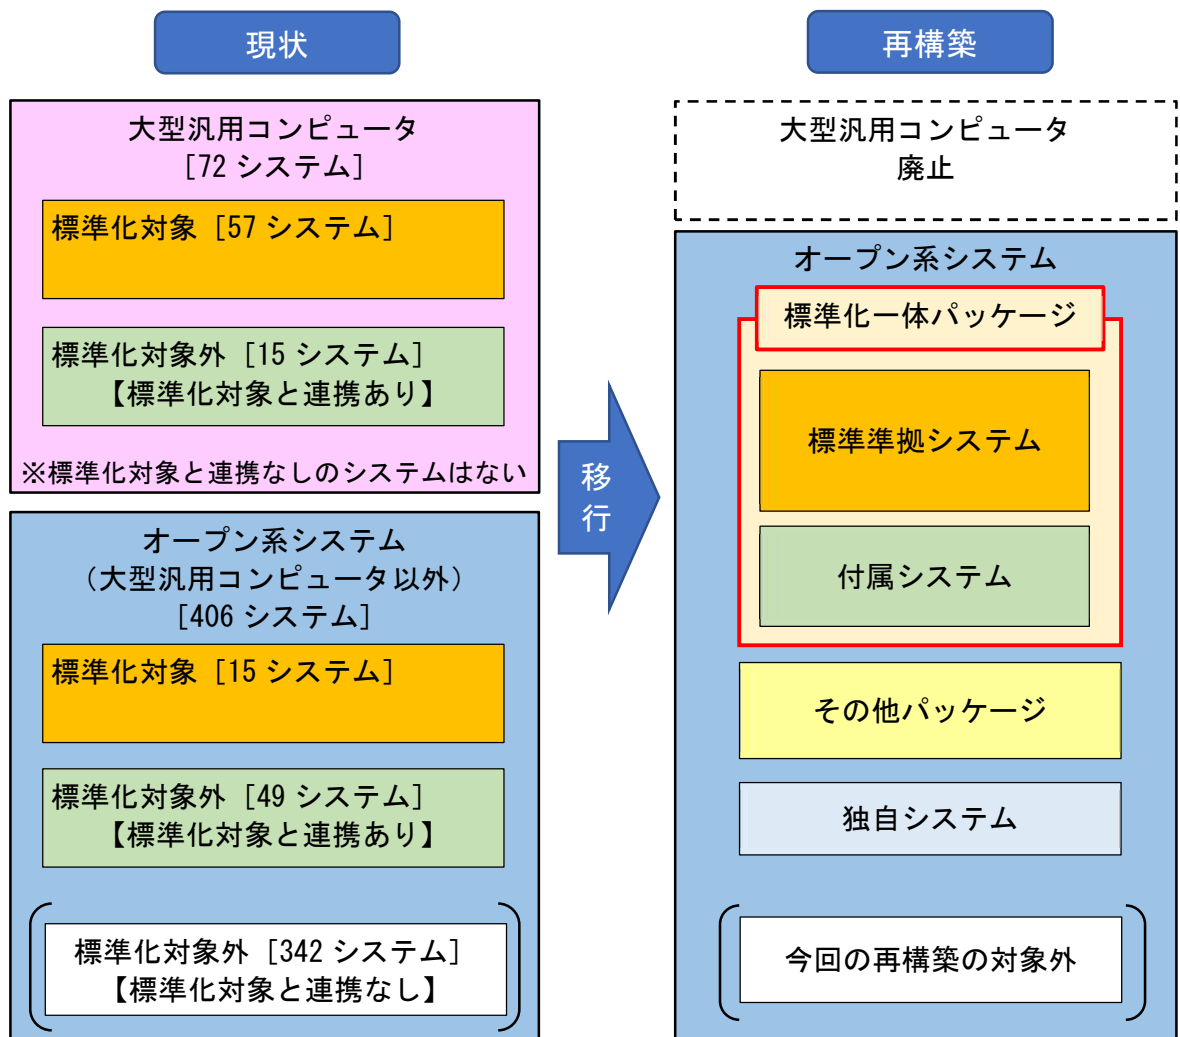 現状
大型汎用コンピュータ
[72 システム]
標準化対象 [57 システム]
標準化対象外 [15 システム]
【標準化対象と連携あり】
※標準化対象と連携なしのシステムはない
オープン系システム
（大型汎用コンピュータ以外）
[406 システム]
標準化対象 [15 システム]
標準化対象外 [49 システム]
【標準化対象と連携あり】
標準化対象外 [342 システム]
【標準化対象と連携なし】
移
行
再構築
大型汎用コンピュータ
廃止
オープン系システム
標準化一体パッケージ
標準準拠システム
付属システム
その他パッケージ
独自システム
今回の再構築の対象外